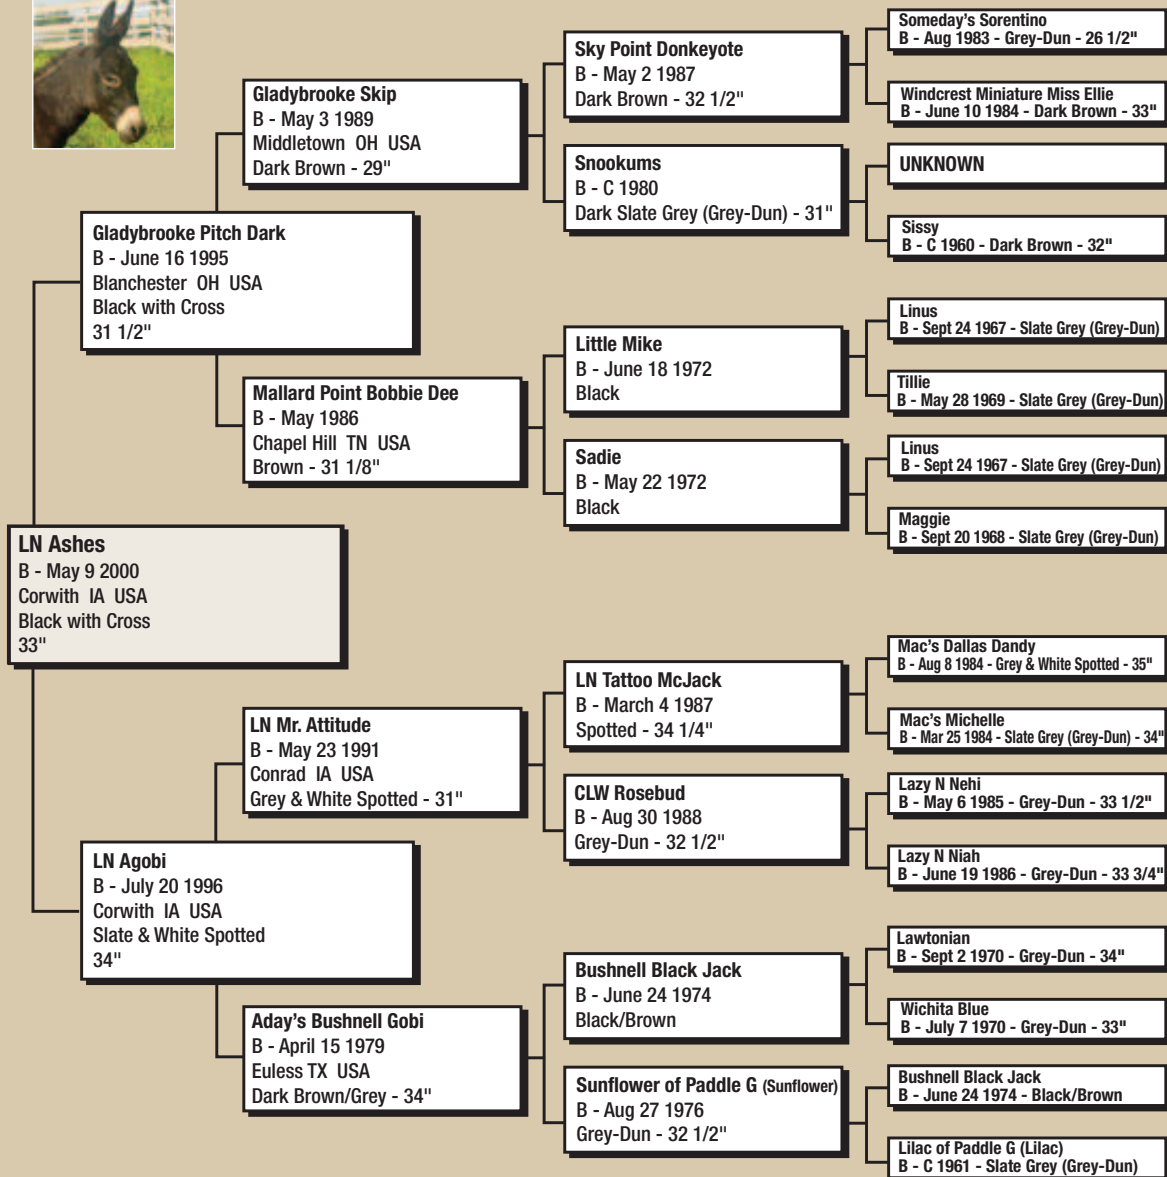 Someday's Sorentino
B - Aug 1983 - Grey-Dun - 26 1/2"
Sky Point Donkeyote
B - May 2 1987
Dark Brown - 32 1/2"
Windcrest Miniature Miss Ellie
B - June 10 1984 - Dark Brown - 33"
Gladybrooke Skip
B - May 3 1989
Middletown OH USA
Dark Brown - 29"
UNKNOWN
Snookums
B - C 1980
Dark Slate Grey (Grey-Dun) - 31"
Sissy
B - C 1960 - Dark Brown - 32"
Gladybrooke Pitch Dark
B - June 16 1995
Blanchester OH USA
Black with Cross
31 1/2"
Linus
B - Sept 24 1967 - Slate Grey (Grey-Dun)
Little Mike
B - June 18 1972
Black
Tillie
B - May 28 1969 - Slate Grey (Grey-Dun)
Mallard Point Bobbie Dee
B - May 1986
Chapel Hill TN USA
Brown - 31 1/8"
Linus
B - Sept 24 1967 - Slate Grey (Grey-Dun)
Sadie
B - May 22 1972
Black
Maggie
B - Sept 20 1968 - Slate Grey (Grey-Dun)
LN Ashes
B - May 9 2000
Corwith IA USA
Black with Cross
33"
Mac's Dallas Dandy
B - Aug 8 1984 - Grey & White Spotted - 35"
LN Tattoo McJack
B - March 4 1987
Spotted - 34 1/4"
Mac's Michelle
B - Mar 25 1984 - Slate Grey (Grey-Dun) - 34"
LN Mr. Attitude
B - May 23 1991
Conrad IA USA
Grey & White Spotted - 31"
Lazy N Nehi
B - May 6 1985 - Grey-Dun - 33 1/2"
CLW Rosebud
B - Aug 30 1988
Grey-Dun - 32 1/2"
Lazy N Niah
B - June 19 1986 - Grey-Dun - 33 3/4"
LN Agobi
B - July 20 1996
Corwith IA USA
Slate & White Spotted
34"
Lawtonian
B - Sept 2 1970 - Grey-Dun - 34"
Bushnell Black Jack
B - June 24 1974
Black/Brown
Wichita Blue
B - July 7 1970 - Grey-Dun - 33"
Aday's Bushnell Gobi
B - April 15 1979
Euless TX USA
Dark Brown/Grey - 34"
Bushnell Black Jack
B - June 24 1974 - Black/Brown
Sunflower of Paddle G (Sunflower)
B - Aug 27 1976
Grey-Dun - 32 1/2"
Lilac of Paddle G (Lilac)
B - C 1961 - Slate Grey (Grey-Dun)